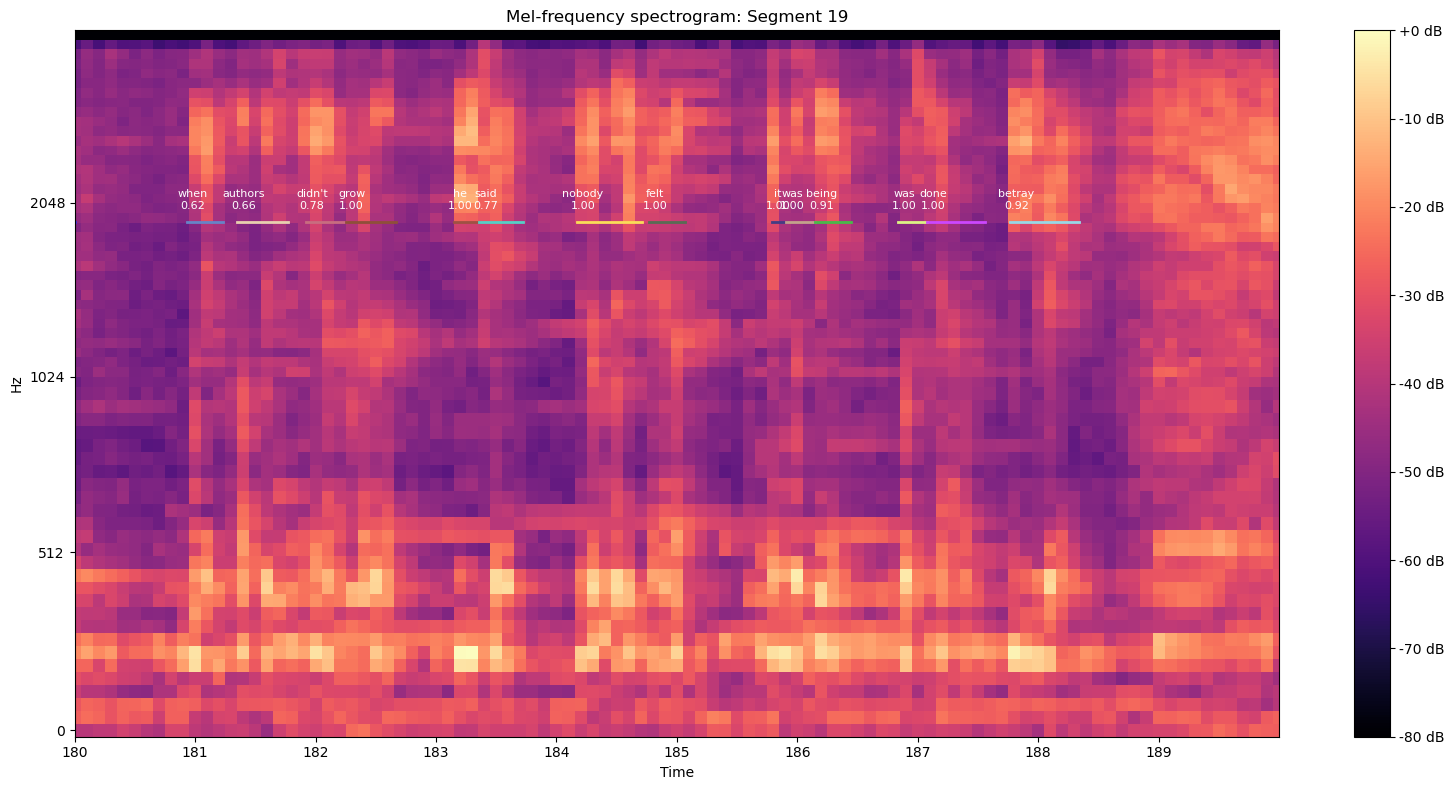 Mel-frequency spectrogram: Segment 19
+0 dB
-10 dB
-20 dB
-30 dB
-40 dB
-50 dB
-60 dB
-70 dB
-80 dB
when authors didn't grow he said nobody felt it was being was done betray
0.62 0.66 0.78 1.00 1.00 0.77 1.00 1.00 1.00 1.00 0.91 1.00 1.00 0.92
2048
1024
512
0
Hz
180 181 182 183 184 185 186 187 188 189
Time